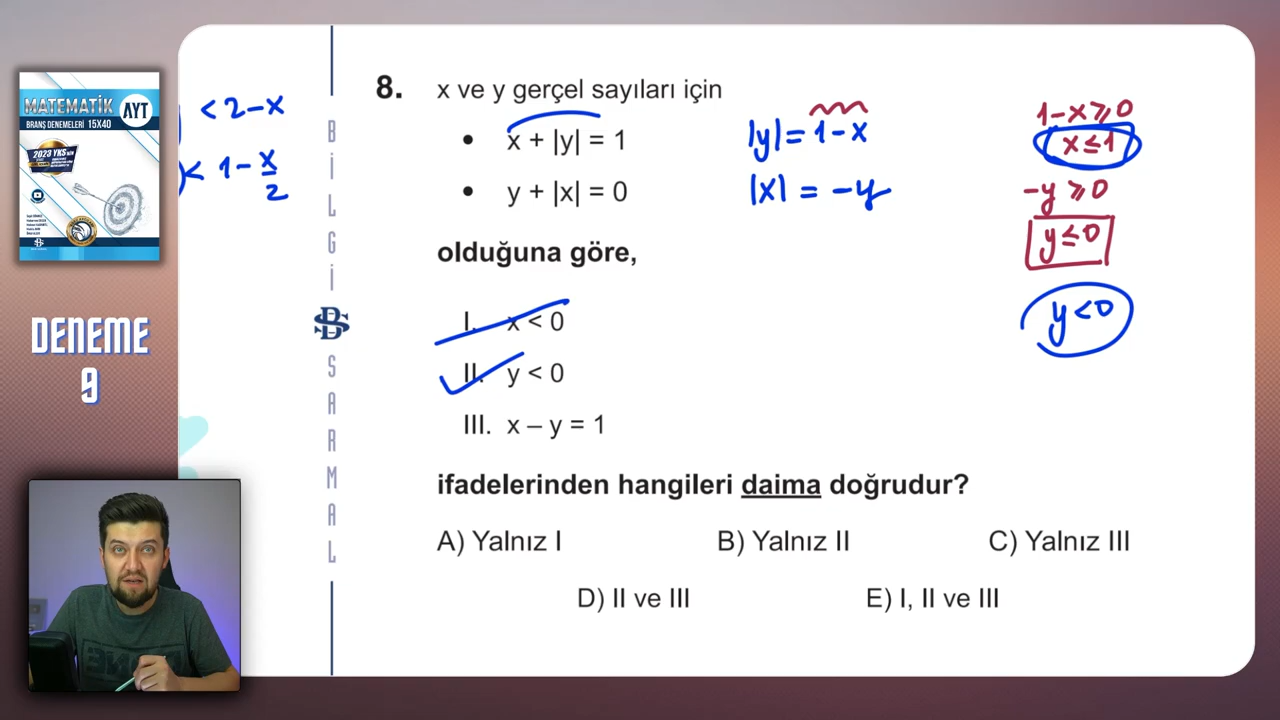 MATEMATİK AYT
BRANŞ DENEMELERİ 15X40
2023 YKS'NİN
DENEME
9
< 2 - x
< 1 - x/2
BİLGİ
SARMAL
8. x ve y gerçel sayıları için
• x + |y| = 1
• y + |x| = 0
|y| = 1 - x
|x| = -y
1 - x ⩾ 0
x ≤ 1
-y ⩾ 0
y ≤ 0
y < 0
olduğuna göre,
I. x < 0
II. y < 0
III. x – y = 1
ifadelerinden hangileri daima doğrudur?
A) Yalnız I B) Yalnız II C) Yalnız III
D) II ve III E) I, II ve III